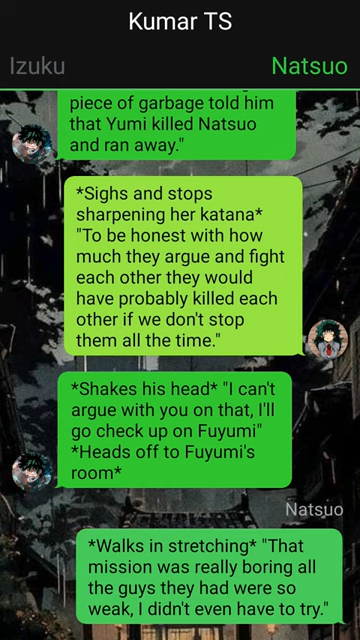 Kumar TS
Izuku
Natsuo
piece of garbage told him
that Yumi killed Natsuo
and ran away."
*Sighs and stops
sharpening her katana*
"To be honest with how
much they argue and fight
each other they would
have probably killed each
other if we don't stop
them all the time."
*Shakes his head* "I can't
argue with you on that, I'll
go check up on Fuyumi"
*Heads off to Fuyumi's
room*
Natsuo
*Walks in stretching* "That
mission was really boring all
the guys they had were so
weak, I didn't even have to try."